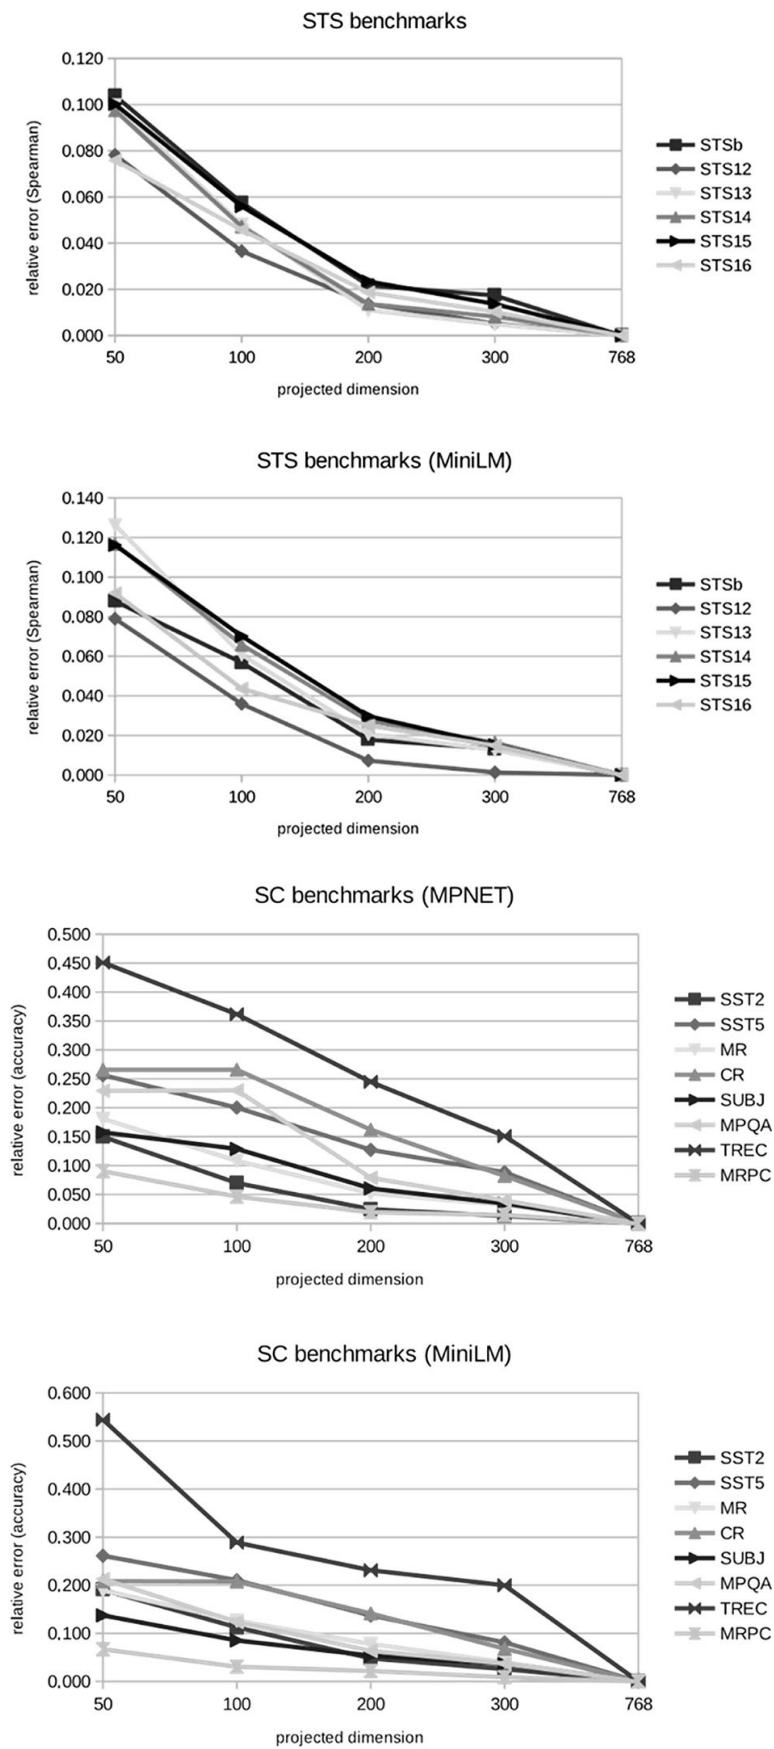 STS benchmarks
0.120
0.100
0.080
0.060
0.040
0.020
0.000
relative error (Spearman)
50 100 200 300 768
projected dimension
STSb
STS12
STS13
STS14
STS15
STS16
STS benchmarks (MiniLM)
0.140
0.120
0.100
0.080
0.060
0.040
0.020
0.000
relative error (Spearman)
50 100 200 300 768
projected dimension
STSb
STS12
STS13
STS14
STS15
STS16
SC benchmarks (MPNET)
0.500
0.450
0.400
0.350
0.300
0.250
0.200
0.150
0.100
0.050
0.000
relative error (accuracy)
50 100 200 300 768
projected dimension
SST2
SST5
MR
CR
SUBJ
MPQA
TREC
MRPC
SC benchmarks (MiniLM)
0.600
0.500
0.400
0.300
0.200
0.100
0.000
relative error (accuracy)
50 100 200 300 768
projected dimension
SST2
SST5
MR
CR
SUBJ
MPQA
TREC
MRPC